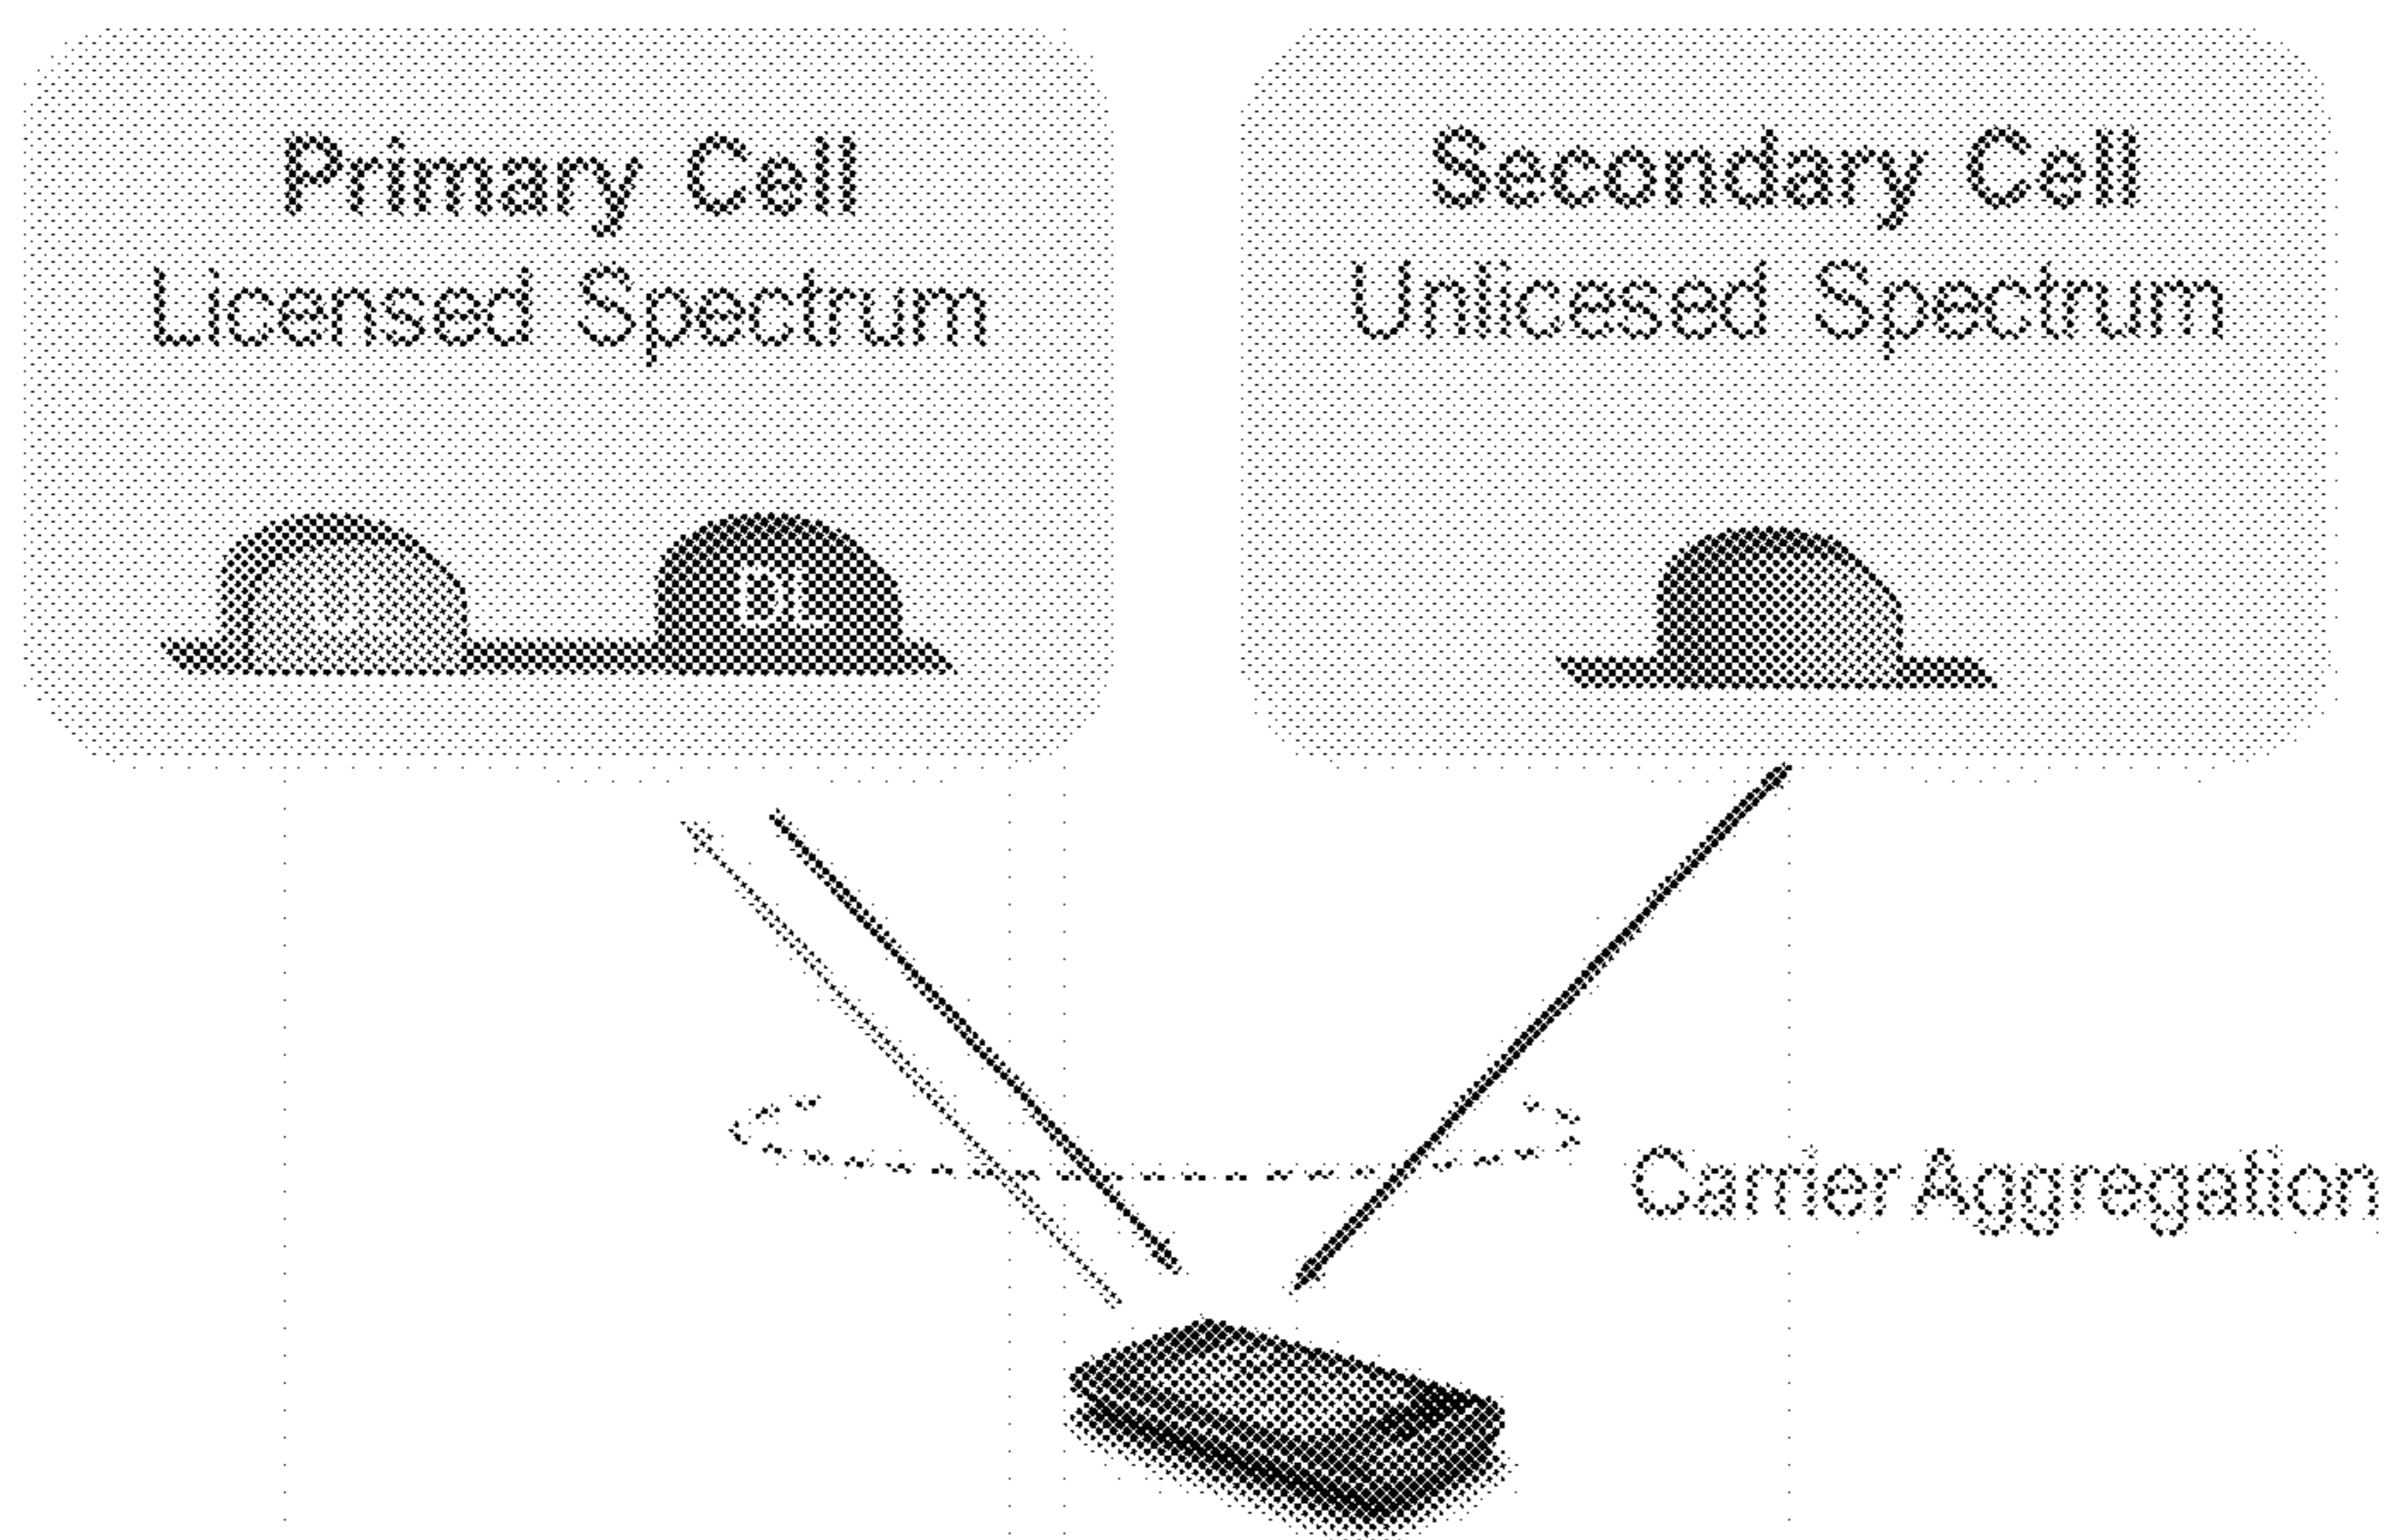 Primary Cell
Licensed Spectrum
Secondary Cell
Unlicesed Spectrum
DL
Carrier Aggregation